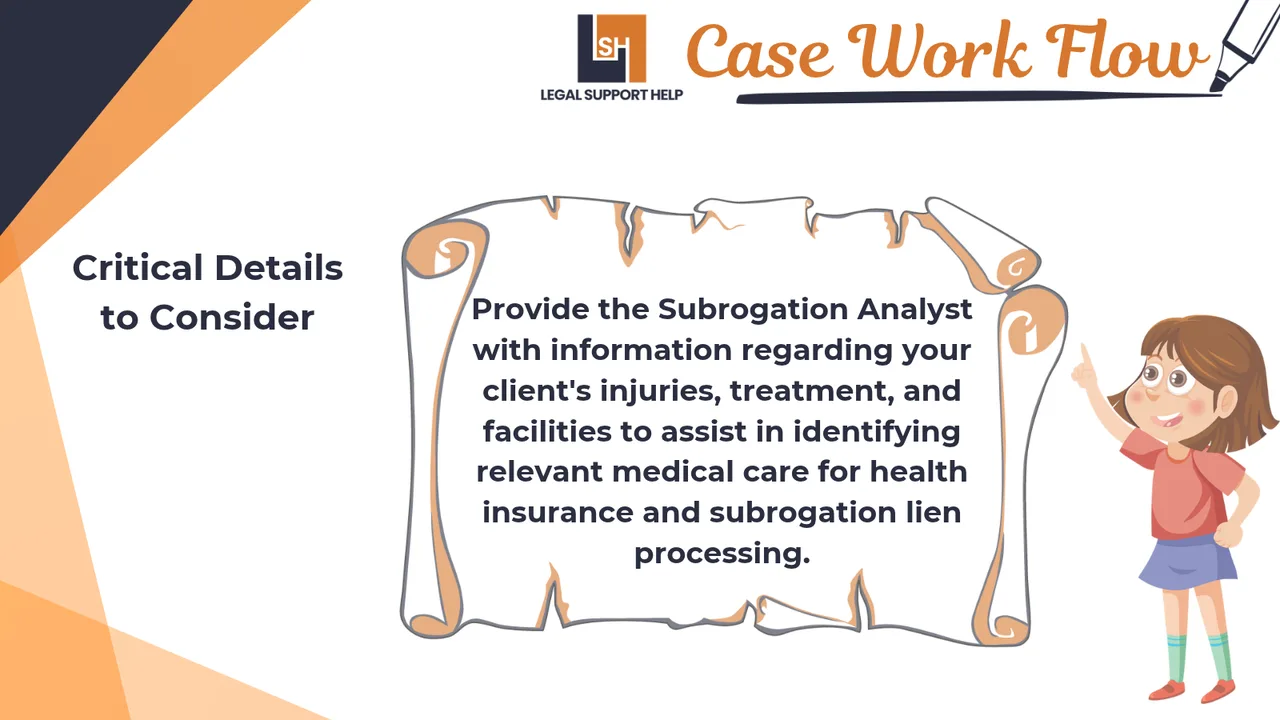 SH
LEGAL SUPPORT HELP
Case Work Flow
Critical Details
to Consider
Provide the Subrogation Analyst
with information regarding your
client's injuries, treatment, and
facilities to assist in identifying
relevant medical care for health
insurance and subrogation lien
processing.